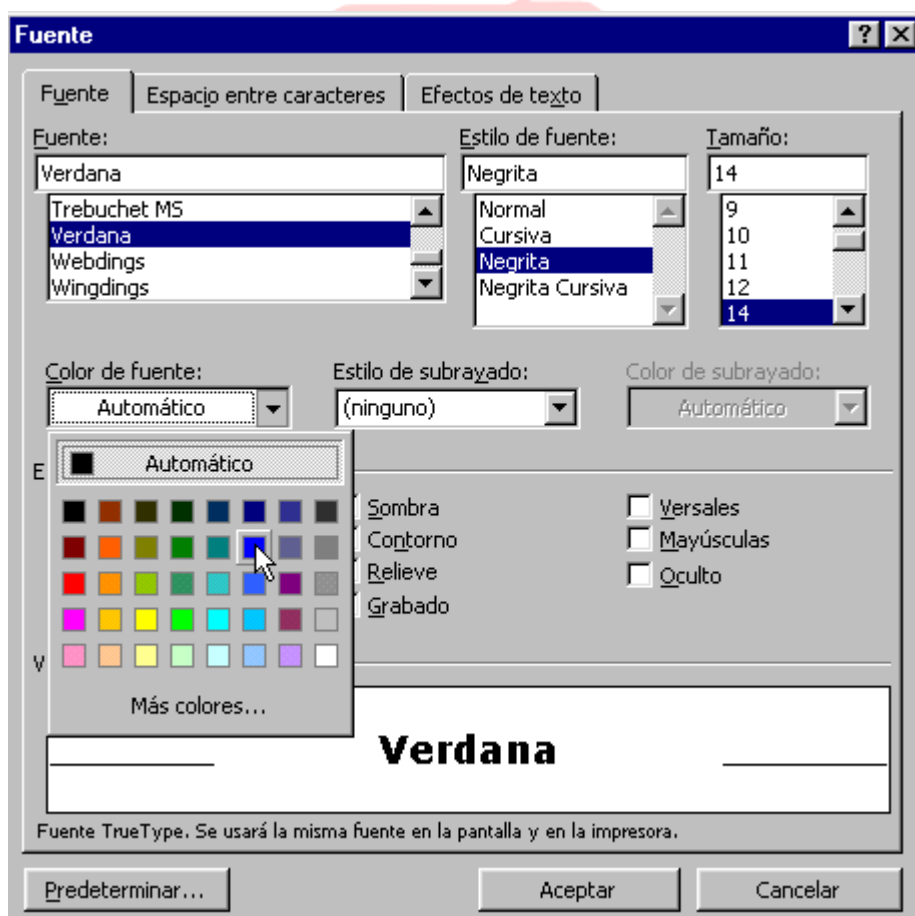 Fuente
Fuente Espacio entre caracteres Efectos de texto
Fuente: Estilo de fuente: Tamaño:
Verdana Negrita 14
Trebuchet MS Normal 9
Verdana Cursiva 10
Webdings Negrita 11
Wingdings Negrita Cursiva 12
14
Color de fuente: Estilo de subrayado: Color de subrayado:
Automático (ninguno) Automático
E Automático
Sombra Versales
Contorno Mayúsculas
Relieve Oculto
Grabado
V
Más colores...
Verdana
Fuente TrueType. Se usará la misma fuente en la pantalla y en la impresora.
Predeterminar... Aceptar Cancelar